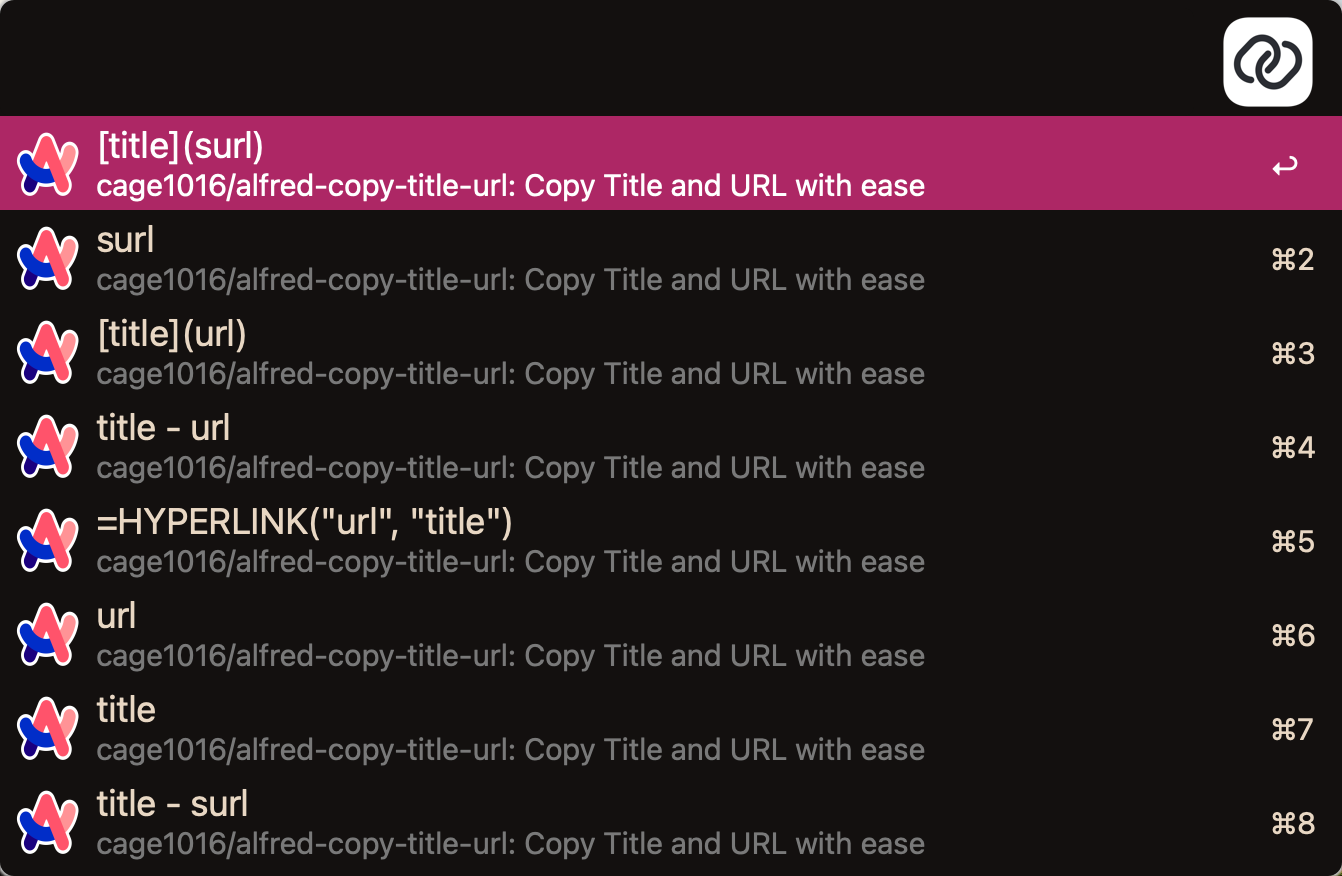 [title](surl)
cage1016/alfred-copy-title-url: Copy Title and URL with ease
↩
surl
cage1016/alfred-copy-title-url: Copy Title and URL with ease
⌘2
[title](url)
cage1016/alfred-copy-title-url: Copy Title and URL with ease
⌘3
title - url
cage1016/alfred-copy-title-url: Copy Title and URL with ease
⌘4
=HYPERLINK("url", "title")
cage1016/alfred-copy-title-url: Copy Title and URL with ease
⌘5
url
cage1016/alfred-copy-title-url: Copy Title and URL with ease
⌘6
title
cage1016/alfred-copy-title-url: Copy Title and URL with ease
⌘7
title - surl
cage1016/alfred-copy-title-url: Copy Title and URL with ease
⌘8